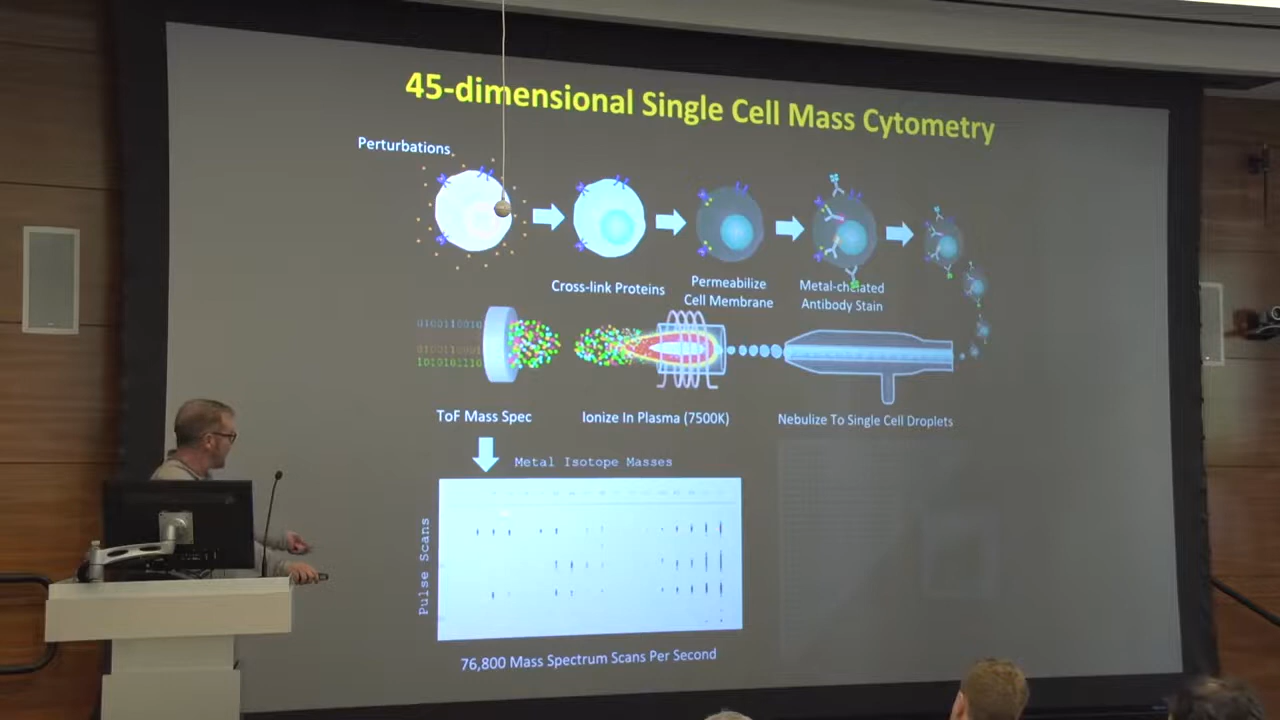 45-dimensional Single Cell Mass Cytometry
Perturbations
Cross-link Proteins
Permeabilize
Cell Membrane
Metal-chelated
Antibody Stain
ToF Mass Spec
Ionize In Plasma (7500K)
Nebulize To Single Cell Droplets
Metal Isotope Masses
Pulse Scans
76,800 Mass Spectrum Scans Per Second